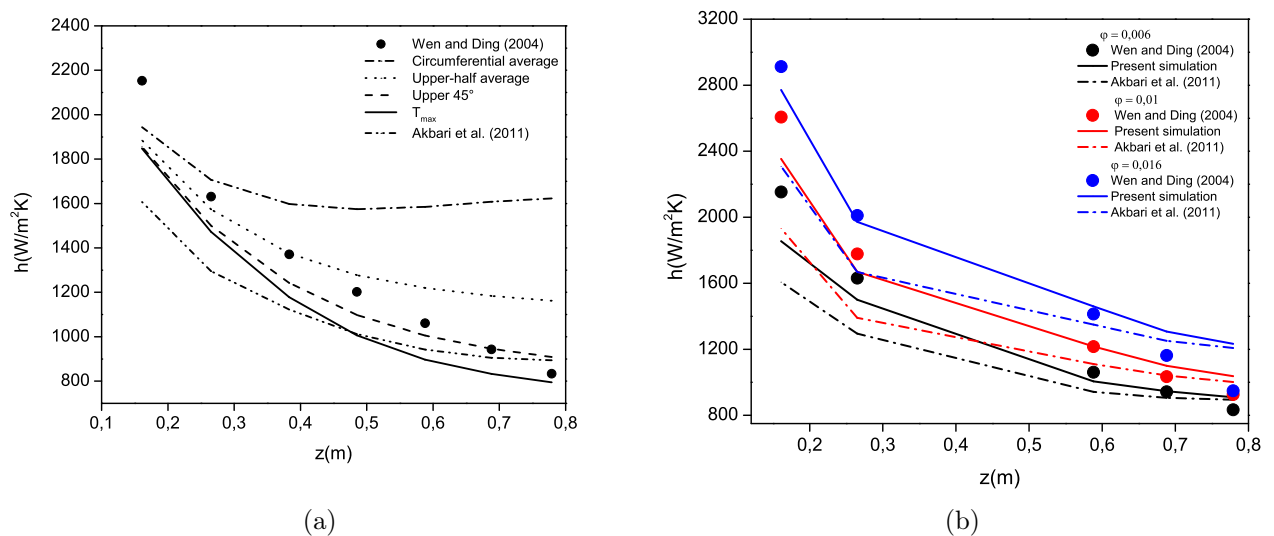 2400
2200
2000
1800
1600
1400
1200
1000
800
h(W/m²K)
0,1 0,2 0,3 0,4 0,5 0,6 0,7 0,8
z(m)
Wen and Ding (2004)
Circumferential average
Upper-half average
Upper 45°
Tmax
Akbari et al. (2011)
(a)
3200
2800
2400
2000
1600
1200
800
h(W/m²K)
0,2 0,3 0,4 0,5 0,6 0,7 0,8
z(m)
φ = 0,006
Wen and Ding (2004)
Present simulation
Akbari et al. (2011)
φ = 0,01
Wen and Ding (2004)
Present simulation
Akbari et al. (2011)
φ = 0,016
Wen and Ding (2004)
Present simulation
Akbari et al. (2011)
(b)